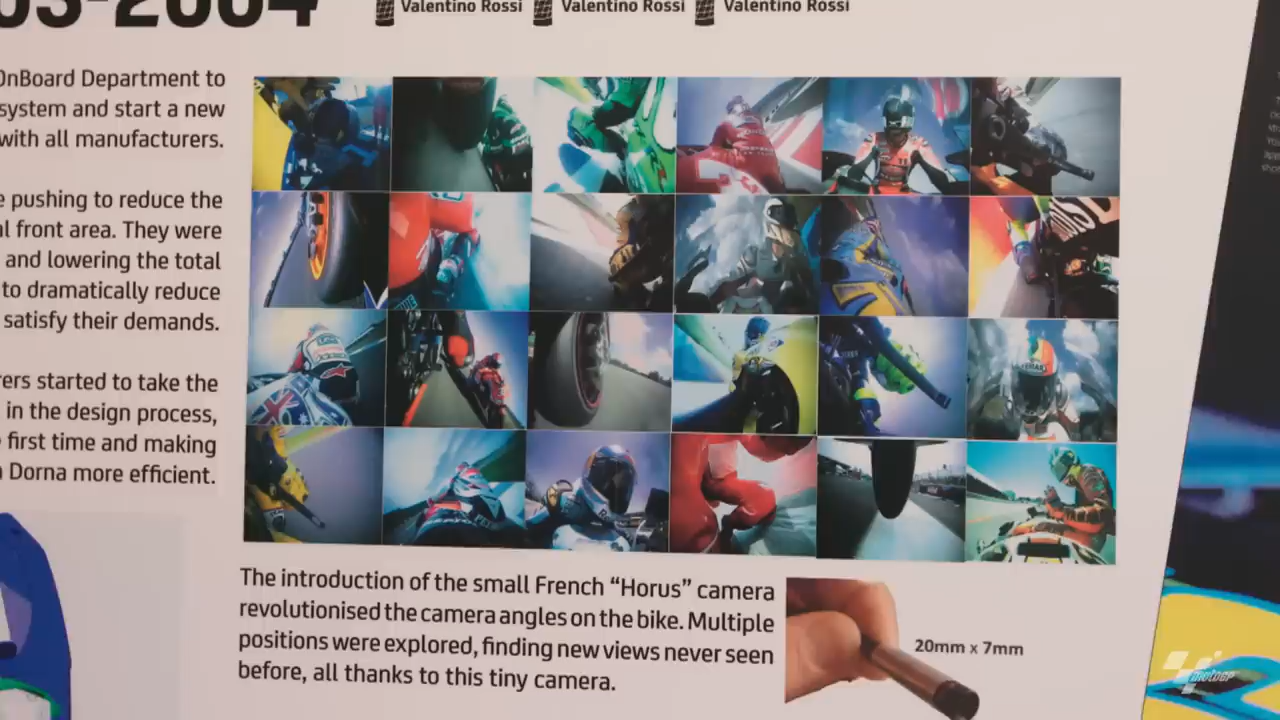 03-2004
Valentino Rossi Valentino Rossi Valentino Rossi
OnBoard Department to
system and start a new
with all manufacturers.
pushing to reduce the
front area. They were
and lowering the total
to dramatically reduce
satisfy their demands.
started to take the
in the design process,
first time and making
Dorna more efficient.
The introduction of the small French “Horus” camera
revolutionised the camera angles on the bike. Multiple
positions were explored, finding new views never seen
before, all thanks to this tiny camera.
20mm x 7mm
MotoGP